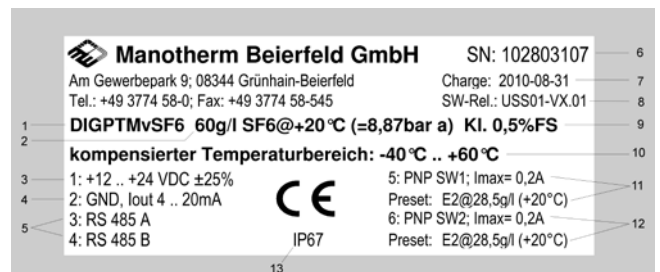 Manotherm Beierfeld GmbH SN: 102803107 6
Am Gewerbepark 9; 08344 Grünhain-Beierfeld Charge: 2010-08-31 7
Tel.: +49 3774 58-0; Fax: +49 3774 58-545 SW-Rel.: USS01-VX.01 8
1 DIGPTMvSF6 60g/l SF6@+20°C (=8,87bar a) Kl. 0,5%FS 9
2
kompensierter Temperaturbereich: -40°C .. +60°C 10
3 1: +12 .. +24 VDC ±25% 5: PNP SW1; Imax= 0,2A 11
4 2: GND, Iout 4 .. 20mA CE Preset: E2@28,5g/l (+20°C)
5 3: RS 485 A 6: PNP SW2; Imax= 0,2A 12
4: RS 485 B IP67 Preset: E2@28,5g/l (+20°C)
13